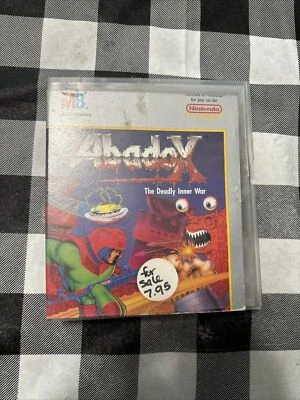 MB
for play on the
Nintendo
Abadox
The Deadly Inner War
for
sale
7.95